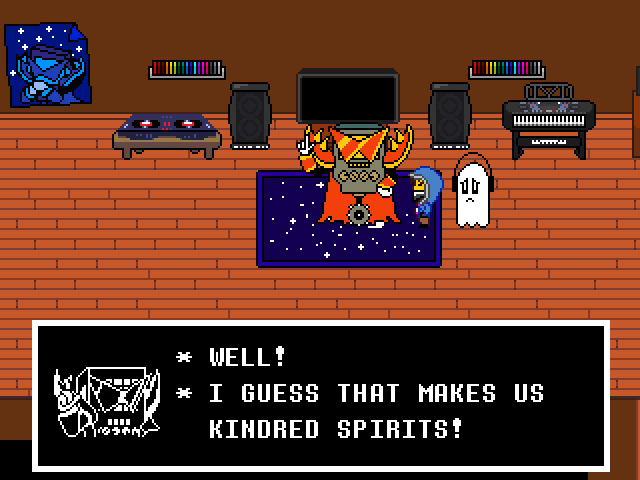 * WELL!
* I GUESS THAT MAKES US
KINDRED SPIRITS!